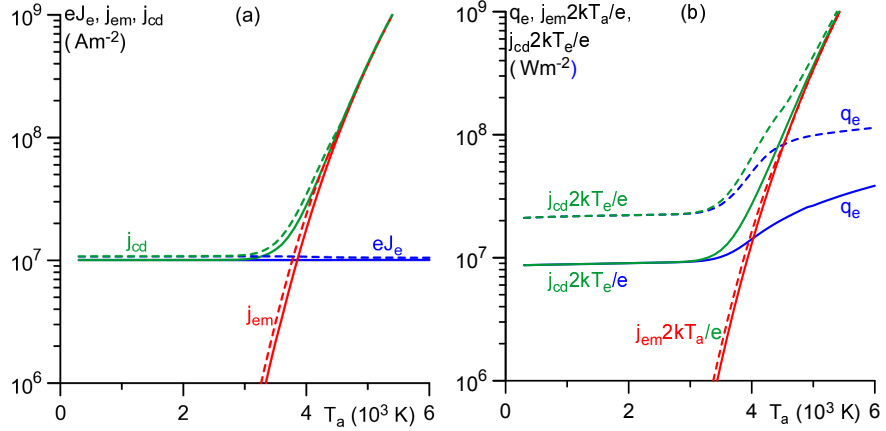 eJe, jem, jcd
(Am-2)
(a)
10^9
10^8
10^7
10^6
jcd
eJe
jem
0
2
4
6
Ta (10^3 K)
qe, jem2kTa/e,
jcd2kTe/e
(Wm-2)
(b)
10^9
10^8
10^7
10^6
qe
jcd2kTe/e
qe
jcd2kTe/e
jem2kTa/e
0
2
4
6
Ta (10^3 K)